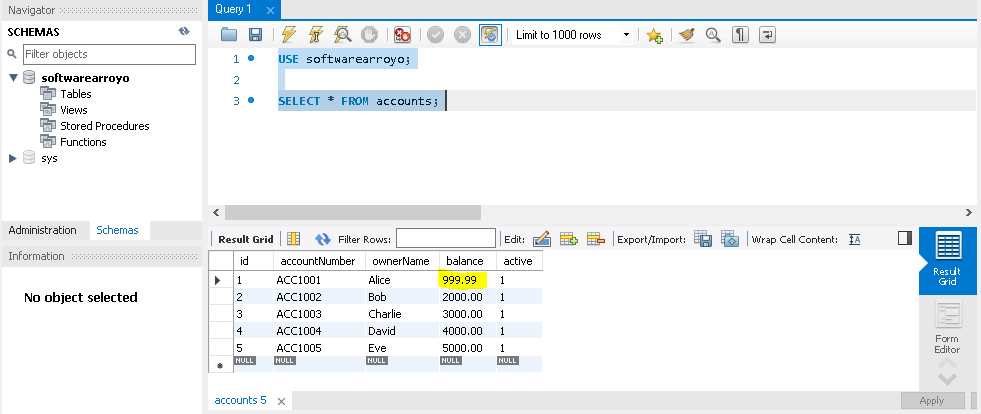 Navigator
SCHEMAS
Filter objects
softwarearroyo
Tables
Views
Stored Procedures
Functions
sys
Administration Schemas
Information
No object selected
Query 1
Limit to 1000 rows
1 USE softwarearroyo;
2
3 SELECT * FROM accounts;
Result Grid Filter Rows: Edit: Export/Import: Wrap Cell Content: IA
id accountNumber ownerName balance active
1 ACC1001 Alice 999.99 1
2 ACC1002 Bob 2000.00 1
3 ACC1003 Charlie 3000.00 1
4 ACC1004 David 4000.00 1
5 ACC1005 Eve 5000.00 1
NULL NULL NULL NULL NULL
Result
Grid
Form
Editor
accounts 5
Apply